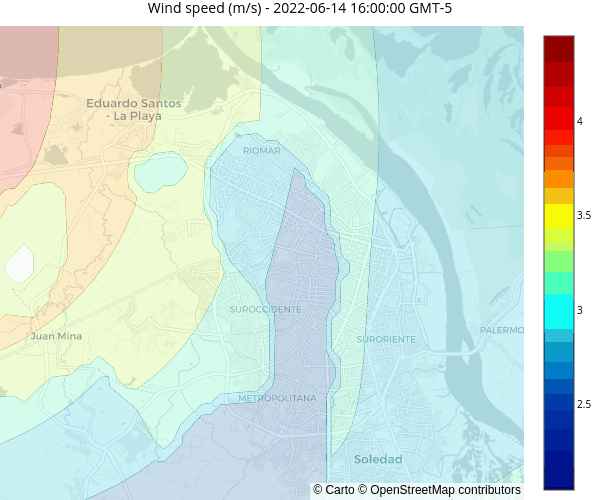 Wind speed (m/s) - 2022-06-14 16:00:00 GMT-5
Eduardo Santos
- La Playa
RIOMAR
4
3.5
SUROCCIDENTE
3
Juan Mina
SURORIENTE
PALERMO
METROPOLITANA
2.5
Soledad
© Carto © OpenStreetMap contributors